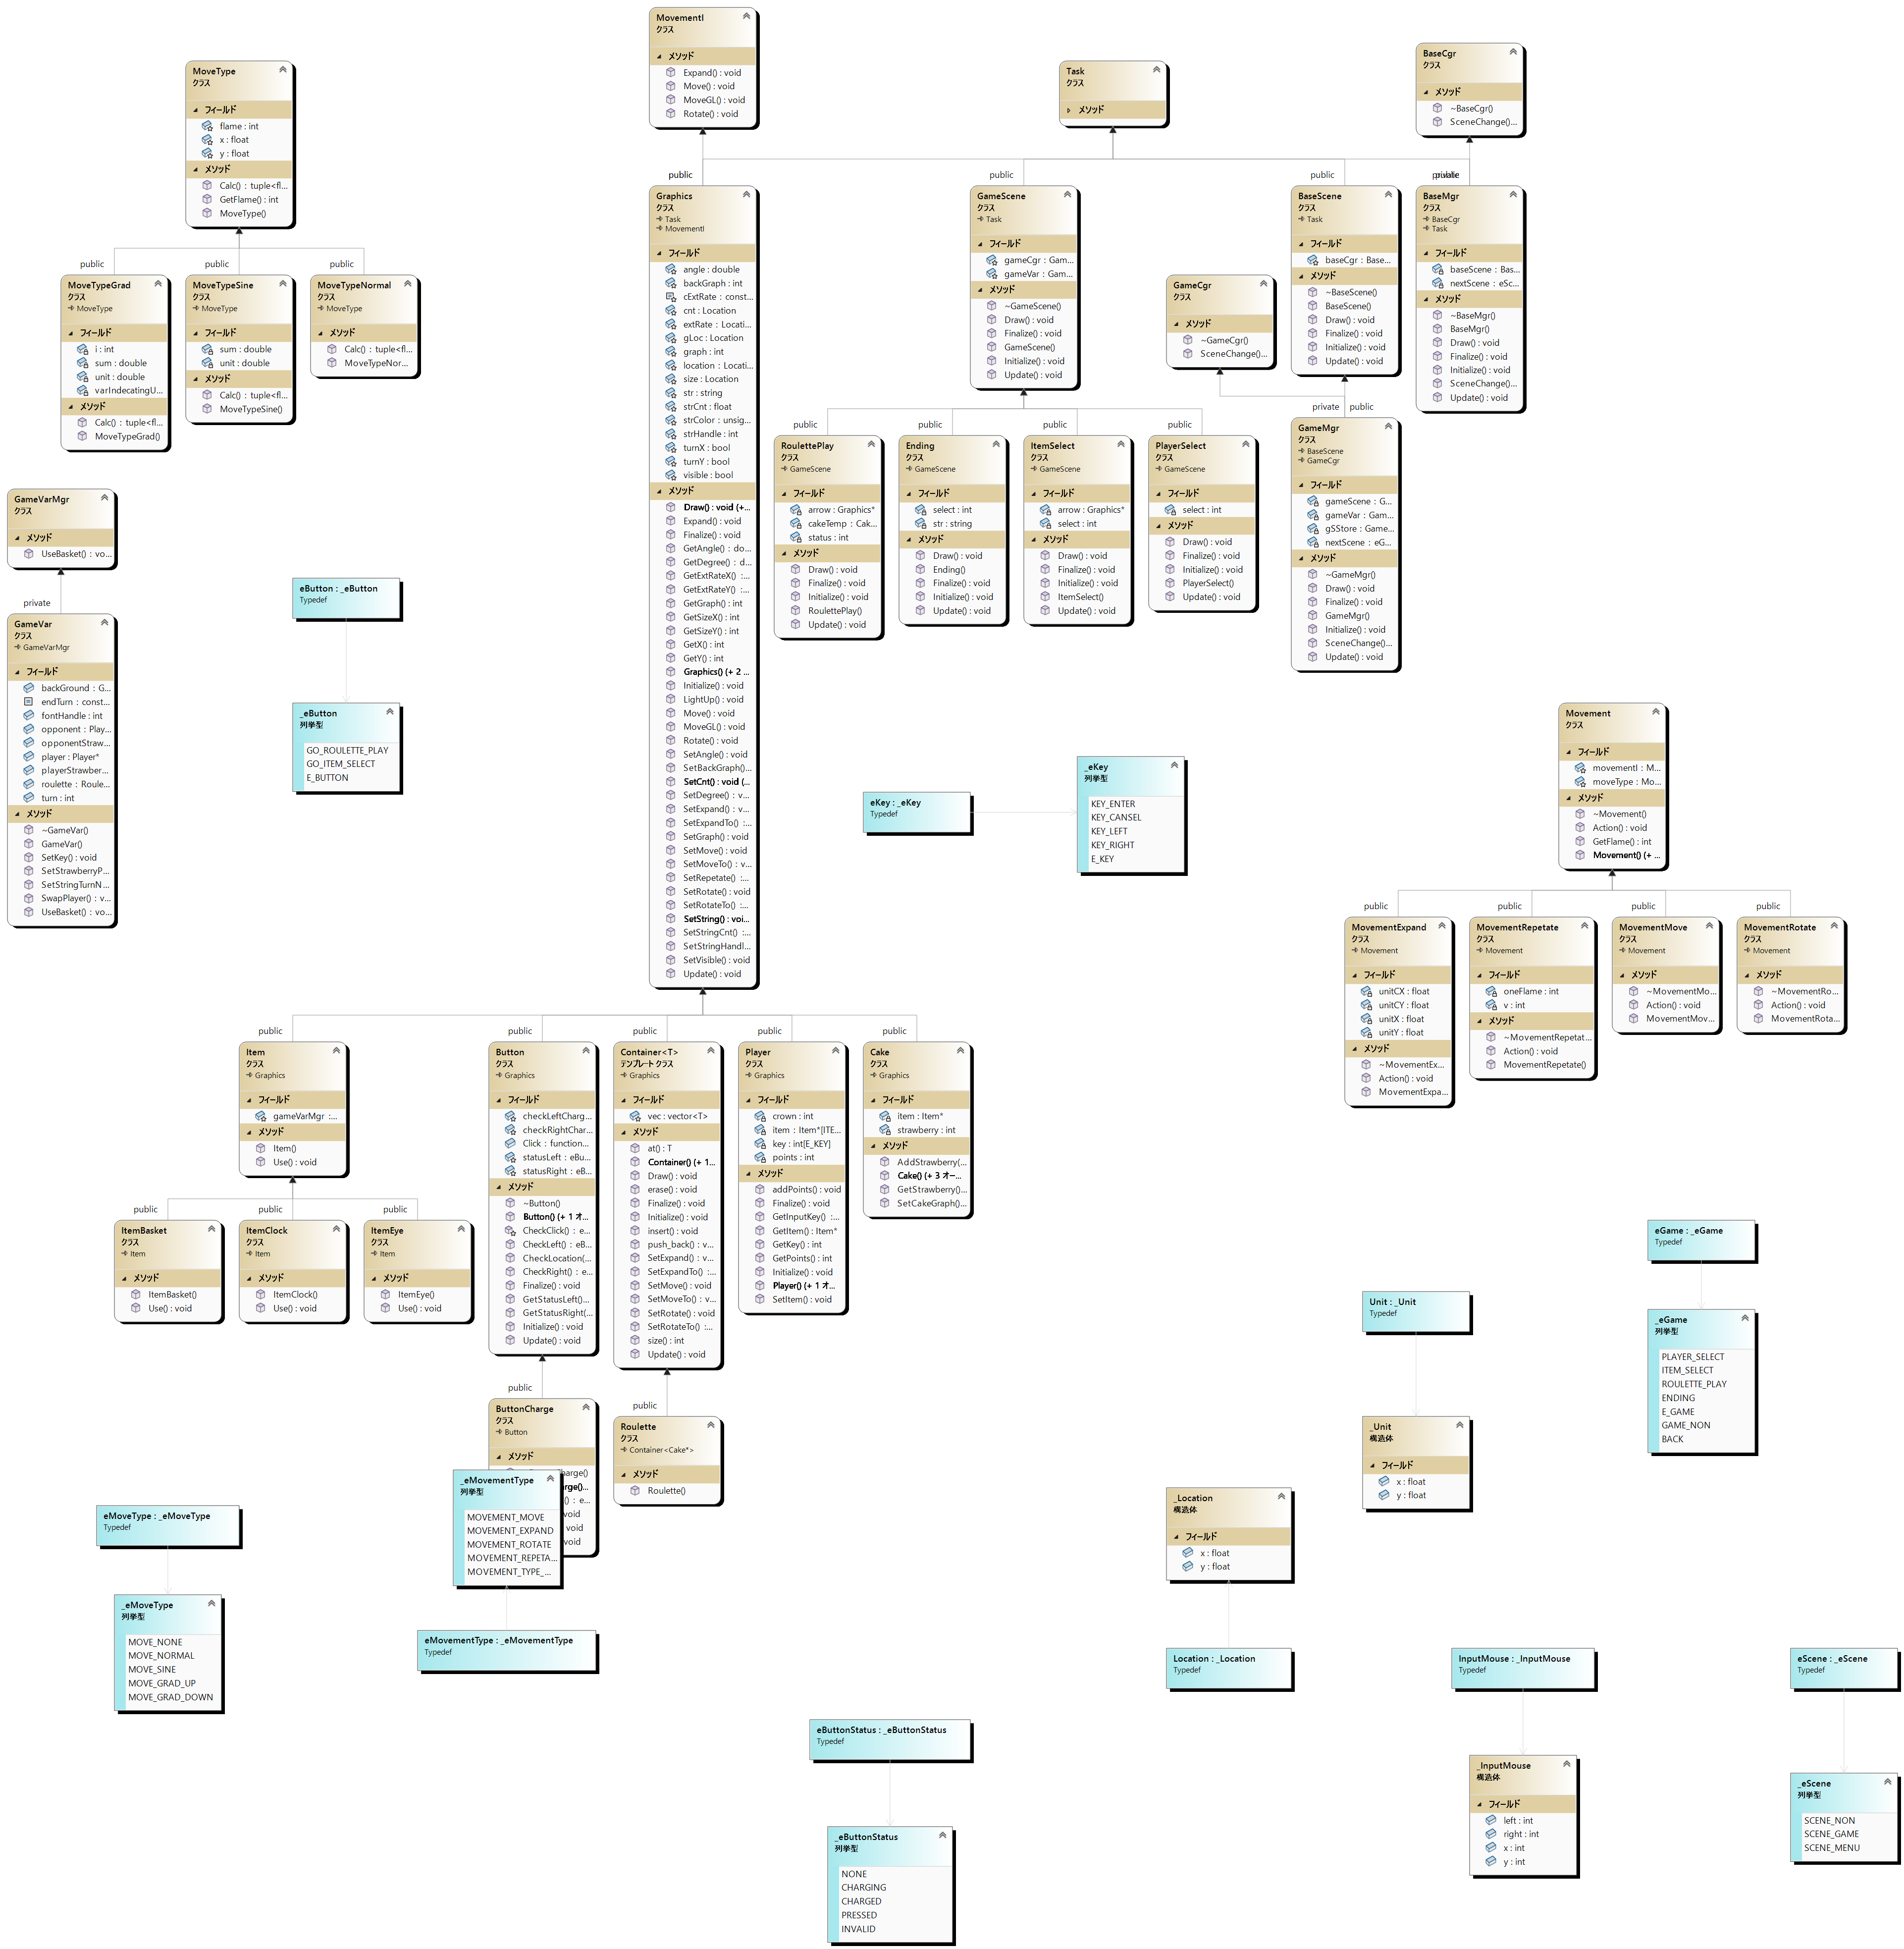 MovementI
クラス
メソッド
Expand() : void
Move() : void
MoveGL() : void
Rotate() : void
BaseCgr
クラス
メソッド
~BaseCgr()
SceneChange()...
MoveType
クラス
フィールド
flame : int
x : float
y : float
メソッド
Calc() : tuple<fl...
GetFlame() : int
MoveType()
Task
クラス
メソッド
public
public
public
public
Graphics
クラス
Task
MovementI
フィールド
angle : double
backGraph : int
cExtRate : const...
cnt : Location
extRate : Locati...
gLoc : Location
graph : int
location : Locati...
size : Location
str : string
strCnt : float
strColor : unsig...
strHandle : int
turnX : bool
turnY : bool
visible : bool
メソッド
Draw() : void (+...
Expand() : void
Finalize() : void
GetAngle() : do...
GetDegree() : d...
GetExtRateX() :...
GetExtRateY() :...
GetGraph() : int
GetSizeX() : int
GetSizeY() : int
GetX() : int
GetY() : int
Graphics() (+ 2 ...
Initialize() : void
LightUp() : void
Move() : void
MoveGL() : void
Rotate() : void
SetAngle() : void
SetBackGraph()...
SetCnt() : void (...
SetDegree() : v...
SetExpand() : v...
SetExpandTo() :...
SetGraph() : void
SetMove() : void
SetMoveTo() : v...
SetRepetate() :...
SetRotate() : void
SetRotateTo() :...
SetString() : voi...
SetStringCnt() :...
SetStringHandl...
SetVisible() : void
Update() : void
GameScene
クラス
Task
フィールド
gameCgr : Gam...
gameVar : Gam...
メソッド
~GameScene()
Draw() : void
Finalize() : void
GameScene()
Initialize() : void
Update() : void
BaseScene
クラス
Task
フィールド
baseCgr : Base...
メソッド
~BaseScene()
BaseScene()
Draw() : void
Finalize() : void
Initialize() : void
Update() : void
BaseMgr
クラス
BaseCgr
Task
フィールド
baseScene : Bas...
nextScene : eSc...
メソッド
~BaseMgr()
BaseMgr()
Draw() : void
Finalize() : void
Initialize() : void
SceneChange()...
Update() : void
public
public
public
MoveTypeGrad
クラス
MoveType
フィールド
i : int
sum : double
unit : double
varIndecatingU...
メソッド
Calc() : tuple<fl...
MoveTypeGrad()
MoveTypeSine
クラス
MoveType
フィールド
sum : double
unit : double
メソッド
Calc() : tuple<fl...
MoveTypeSine()
MoveTypeNormal
クラス
MoveType
メソッド
Calc() : tuple<fl...
MoveTypeNor...
GameCgr
クラス
メソッド
~GameCgr()
SceneChange()...
private
public
GameMgr
クラス
BaseScene
GameCgr
フィールド
gameScene : G...
gameVar : Gam...
gSStore : Game...
nextScene : eG...
メソッド
~GameMgr()
Draw() : void
Finalize() : void
GameMgr()
Initialize() : void
SceneChange()...
Update() : void
public
public
public
public
RoulettePlay
クラス
GameScene
フィールド
arrow : Graphics*
cakeTemp : Cak...
status : int
メソッド
Draw() : void
Finalize() : void
Initialize() : void
RoulettePlay()
Update() : void
Ending
クラス
GameScene
フィールド
select : int
str : string
メソッド
Draw() : void
Ending()
Finalize() : void
Initialize() : void
Update() : void
ItemSelect
クラス
GameScene
フィールド
arrow : Graphics*
select : int
メソッド
Draw() : void
Finalize() : void
Initialize() : void
ItemSelect()
Update() : void
PlayerSelect
クラス
GameScene
フィールド
select : int
メソッド
Draw() : void
Finalize() : void
Initialize() : void
PlayerSelect()
Update() : void
GameVarMgr
クラス
メソッド
UseBasket() : vo...
private
GameVar
クラス
GameVarMgr
フィールド
backGround : G...
endTurn : const...
fontHandle : int
opponent : Play...
opponentStraw...
player : Player*
playerStrawber...
roulette : Roule...
turn : int
メソッド
~GameVar()
GameVar()
SetKey() : void
SetStrawberryP...
SetStringTurnN...
SwapPlayer() : v...
UseBasket() : vo...
eButton : _eButton
Typedef
_eButton
列挙型
GO_ROULETTE_PLAY
GO_ITEM_SELECT
E_BUTTON
eKey : _eKey
Typedef
_eKey
列挙型
KEY_ENTER
KEY_CANSEL
KEY_LEFT
KEY_RIGHT
E_KEY
Movement
クラス
フィールド
movementI : M...
moveType : Mo...
メソッド
~Movement()
Action() : void
GetFlame() : int
Movement() (+ ...
public
public
public
public
MovementExpand
クラス
Movement
フィールド
unitCX : float
unitCY : float
unitX : float
unitY : float
メソッド
~MovementEx...
Action() : void
MovementExpa...
MovementRepetate
クラス
Movement
フィールド
oneFlame : int
v : int
メソッド
~MovementRepetat...
Action() : void
MovementRepetate()
MovementMove
クラス
Movement
メソッド
~MovementMo...
Action() : void
MovementMov...
MovementRotate
クラス
Movement
メソッド
~MovementRo...
Action() : void
MovementRota...
public
public
public
public
public
Item
クラス
Graphics
フィールド
gameVarMgr :...
メソッド
Item()
Use() : void
Button
クラス
Graphics
フィールド
checkLeftCharg...
checkRightChar...
Click : function...
statusLeft : eBu...
statusRight : eB...
メソッド
~Button()
Button() (+ 1 オ...
CheckClick() : e...
CheckLeft() : eB...
CheckLocation(...
CheckRight() : e...
Finalize() : void
GetStatusLeft()...
GetStatusRight(...
Initialize() : void
Update() : void
Container<T>
テンプレート クラス
Graphics
フィールド
vec : vector<T>
メソッド
at() : T
Container() (+ 1...
Draw() : void
erase() : void
Finalize() : void
Initialize() : void
insert() : void
push_back() : v...
SetExpand() : v...
SetExpandTo() :...
SetMove() : void
SetMoveTo() : v...
SetRotate() : void
SetRotateTo() :...
size() : int
Update() : void
Player
クラス
Graphics
フィールド
crown : int
item : Item*[ITE...
key : int[E_KEY]
points : int
メソッド
addPoints() : void
Finalize() : void
GetInputKey() :...
GetItem() : Item*
GetKey() : int
GetPoints() : int
Initialize() : void
Player() (+ 1 オ...
SetItem() : void
Cake
クラス
Graphics
フィールド
item : Item*
strawberry : int
メソッド
AddStrawberry(...
Cake() (+ 3 オー...
GetStrawberry()...
SetCakeGraph()...
public
public
public
ItemBasket
クラス
Item
メソッド
ItemBasket()
Use() : void
ItemClock
クラス
Item
メソッド
ItemClock()
Use() : void
ItemEye
クラス
Item
メソッド
ItemEye()
Use() : void
public
ButtonCharge
クラス
Button
メソッド
harge()
rge()...
() : e...
void
void
void
public
Roulette
クラス
Container<Cake*>
メソッド
Roulette()
_eMovementType
列挙型
MOVEMENT_MOVE
MOVEMENT_EXPAND
MOVEMENT_ROTATE
MOVEMENT_REPETA...
MOVEMENT_TYPE_...
eMovementType : _eMovementType
Typedef
eMoveType : _eMoveType
Typedef
_eMoveType
列挙型
MOVE_NONE
MOVE_NORMAL
MOVE_SINE
MOVE_GRAD_UP
MOVE_GRAD_DOWN
eGame : _eGame
Typedef
_eGame
列挙型
PLAYER_SELECT
ITEM_SELECT
ROULETTE_PLAY
ENDING
E_GAME
GAME_NON
BACK
Unit : _Unit
Typedef
_Unit
構造体
フィールド
x : float
y : float
_Location
構造体
フィールド
x : float
y : float
Location : _Location
Typedef
InputMouse : _InputMouse
Typedef
_InputMouse
構造体
フィールド
left : int
right : int
x : int
y : int
eScene : _eScene
Typedef
_eScene
列挙型
SCENE_NON
SCENE_GAME
SCENE_MENU
eButtonStatus : _eButtonStatus
Typedef
_eButtonStatus
列挙型
NONE
CHARGING
CHARGED
PRESSED
INVALID